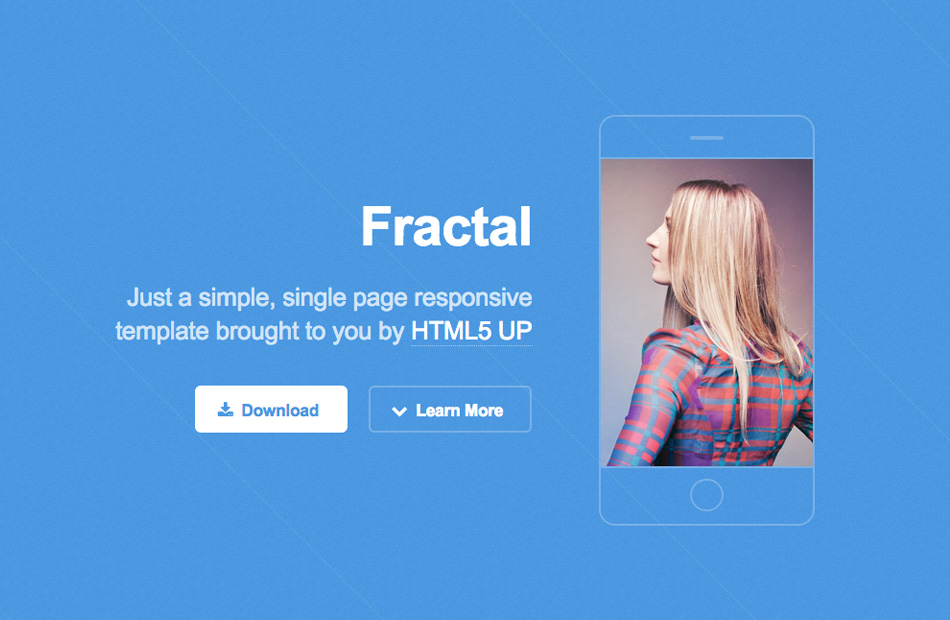 Fractal
Just a simple, single page responsive
template brought to you by HTML5 UP
Download
Learn More